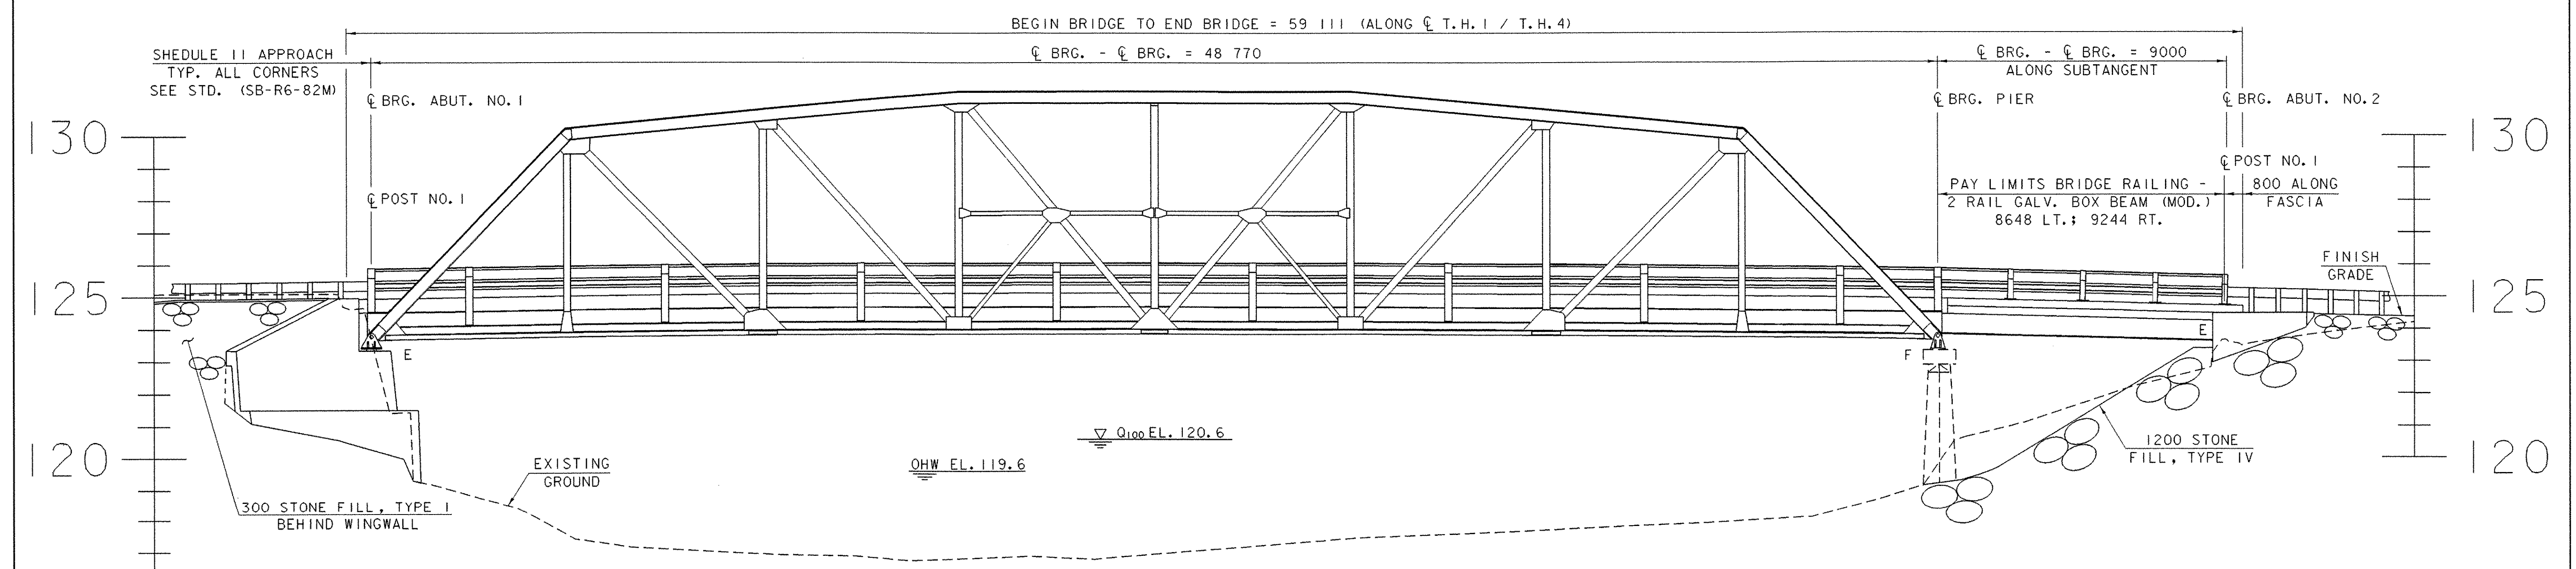 BEGIN BRIDGE TO END BRIDGE = 59 111 (ALONG ℄ T.H.1 / T.H.4)
SHEDULE II APPROACH
TYP. ALL CORNERS
SEE STD. (SB-R6-82M)
℄ BRG. - ℄ BRG. = 48 770
℄ BRG. - ℄ BRG. = 9000
ALONG SUBTANGENT
℄ BRG. ABUT. NO.1
℄ BRG. PIER
℄ BRG. ABUT. NO.2
130
130
℄ POST NO.1
℄ POST NO.1
PAY LIMITS BRIDGE RAILING -
2 RAIL GALV. BOX BEAM (MOD.)
8648 LT.; 9244 RT.
800 ALONG
FASCIA
FINISH
GRADE
125
125
E
F
E
Q100 EL. 120.6
OHW EL. 119.6
120
120
EXISTING
GROUND
1200 STONE
FILL, TYPE IV
300 STONE FILL, TYPE I
BEHIND WINGWALL